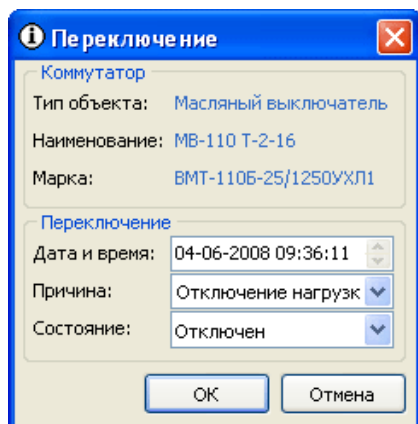 Переключение
Коммутатор
Тип объекта: Масляный выключатель
Наименование: МВ-110 Т-2-16
Марка: ВМТ-110Б-25/1250УХЛ1
Переключение
Дата и время: 04-06-2008 09:36:11
Причина: Отключение нагрузк
Состояние: Отключен
ОК Отмена